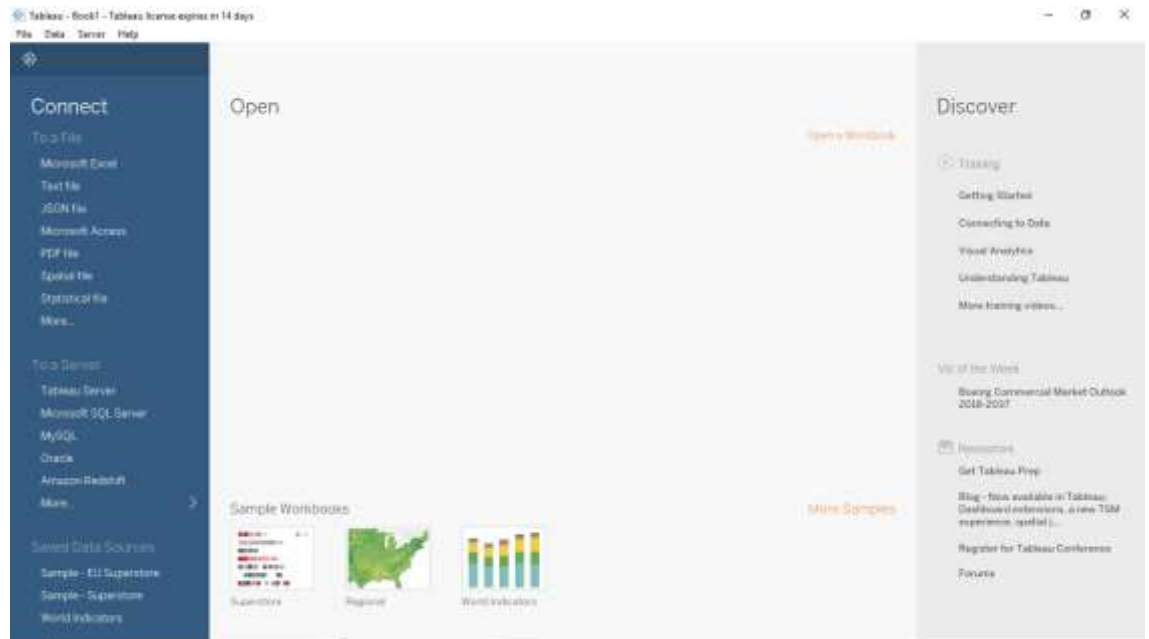 Tableau - Book1 - Tableau license expires in 14 days
File Data Server Help
Connect
To a File
Microsoft Excel
Text file
JSON file
Microsoft Access
PDF file
Spatial file
Statistical file
More...
To a Server
Tableau Server
Microsoft SQL Server
MySQL
Oracle
Amazon Redshift
More...
Saved Data Sources
Sample - EU Superstore
Sample - Superstore
World Indicators
Open
Open a Workbook
Sample Workbooks
More Samples
Superstore
Regional
World Indicators
Discover
Training
Getting Started
Connecting to Data
Visual Analytics
Understanding Tableau
More training videos...
Viz of the Week
Boeing Commercial Market Outlook
2018-2037
Resources
Get Tableau Prep
Blog - Now available in Tableau:
Dashboard extensions, a new TSM
experience, spatial j...
Register for Tableau Conference
Forums